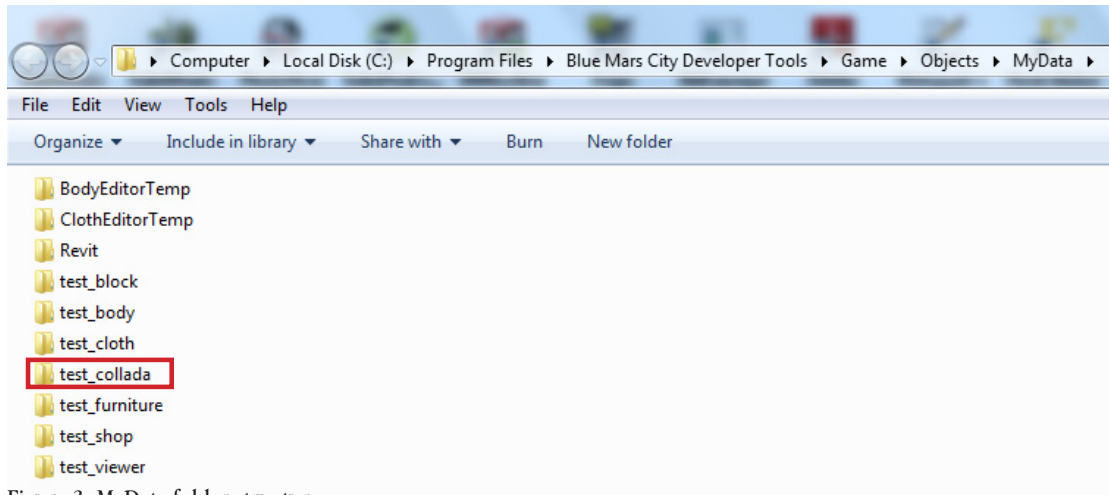 Computer Local Disk (C:) Program Files Blue Mars City Developer Tools Game Objects MyData
File Edit View Tools Help
Organize Include in library Share with Burn New folder
BodyEditorTemp
ClothEditorTemp
Revit
test_block
test_body
test_cloth
test_collada
test_furniture
test_shop
test_viewer